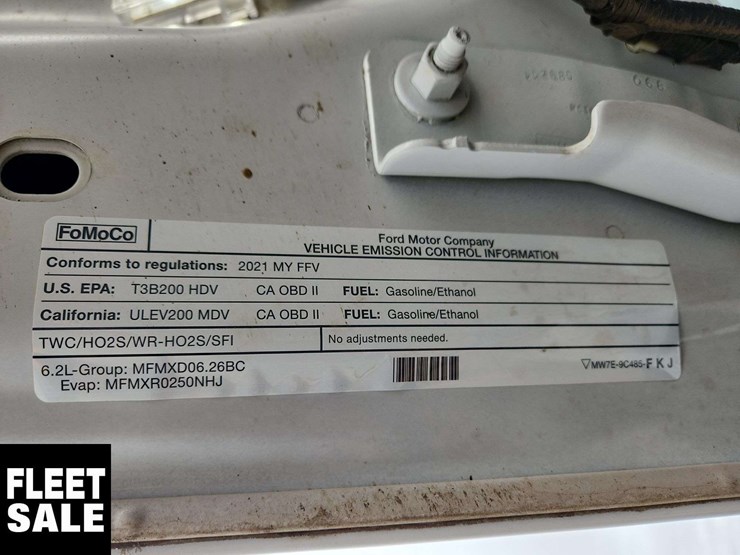 FoMoCo
Ford Motor Company
VEHICLE EMISSION CONTROL INFORMATION
Conforms to regulations: 2021 MY FFV
U.S. EPA: T3B200 HDV CA OBD II FUEL: Gasoline/Ethanol
California: ULEV200 MDV CA OBD II FUEL: Gasoline/Ethanol
TWC/HO2S/WR-HO2S/SFI No adjustments needed.
6.2L-Group: MFMXD06.26BC
Evap: MFMXR0250NHJ
MW7E-9C485-FKJ
FLEET
SALE